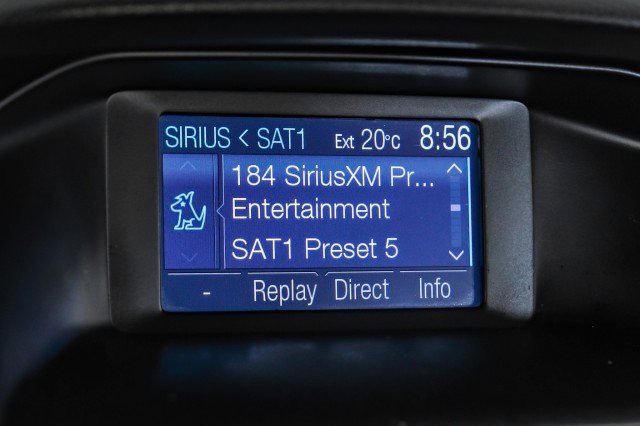 SIRIUS < SAT1 Ext 20°c 8:56
184 SiriusXM Pr...
Entertainment
SAT1 Preset 5
- Replay Direct Info